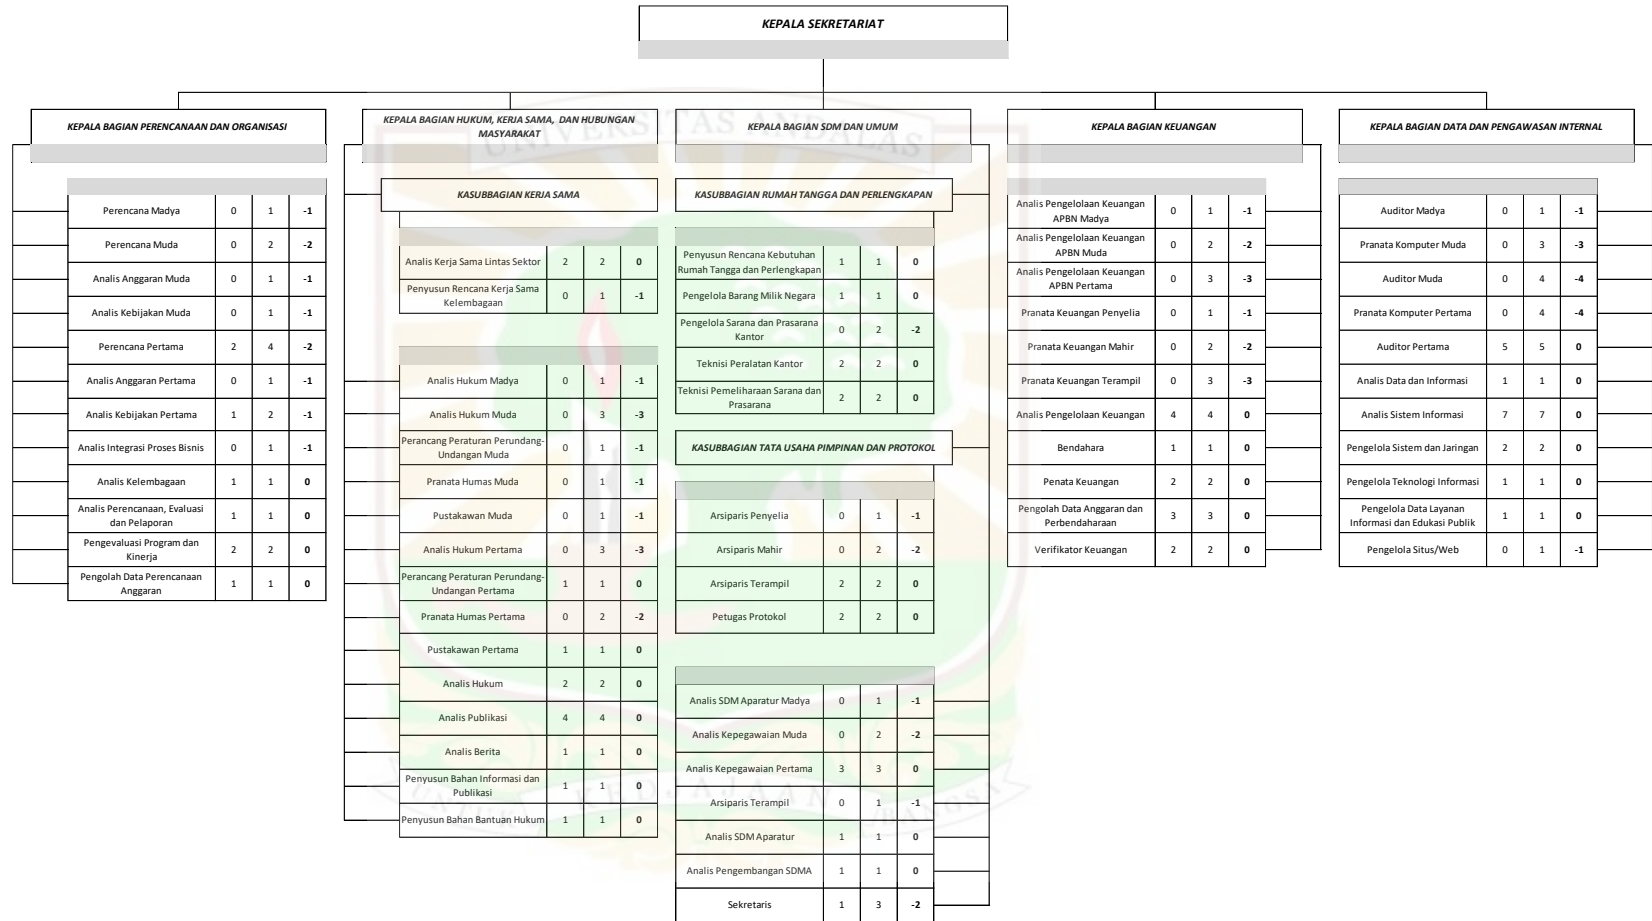 KEPALA SEKRETARIAT
KEPALA BAGIAN PERENCANAAN DAN ORGANISASI
Perencana Madya 0 1 -1
Perencana Muda 0 2 -2
Analis Anggaran Muda 0 1 -1
Analis Kebijakan Muda 0 1 -1
Perencana Pertama 2 4 -2
Analis Anggaran Pertama 0 1 -1
Analis Kebijakan Pertama 1 2 -1
Analis Integrasi Proses Bisnis 0 1 -1
Analis Kelembagaan 1 1 0
Analis Perencanaan, Evaluasi
dan Pelaporan 1 1 0
Pengevaluasi Program dan
Kinerja 2 2 0
Pengolah Data Perencanaan
Anggaran 1 1 0
KEPALA BAGIAN HUKUM, KERJA SAMA, DAN HUBUNGAN
MASYARAKAT
KASUBBAGIAN KERJA SAMA
Analis Kerja Sama Lintas Sektor 2 2 0
Penyusun Rencana Kerja Sama
Kelembagaan 0 1 -1
Analis Hukum Madya 0 1 -1
Analis Hukum Muda 0 3 -3
Perancang Peraturan Perundang-
Undangan Muda 0 1 -1
Pranata Humas Muda 0 1 -1
Pustakawan Muda 0 1 -1
Analis Hukum Pertama 0 3 -3
Perancang Peraturan Perundang-
Undangan Pertama 1 1 0
Pranata Humas Pertama 0 2 -2
Pustakawan Pertama 1 1 0
Analis Hukum 2 2 0
Analis Publikasi 4 4 0
Analis Berita 1 1 0
Penyusun Bahan Informasi dan
Publikasi 1 1 0
Penyusun Bahan Bantuan Hukum 1 1 0
KEPALA BAGIAN SDM DAN UMUM
KASUBBAGIAN RUMAH TANGGA DAN PERLENGKAPAN
Penyusun Rencana Kebutuhan
Rumah Tangga dan Perlengkapan 1 1 0
Pengelola Barang Milik Negara 1 1 0
Pengelola Sarana dan Prasarana
Kantor 0 2 -2
Teknisi Peralatan Kantor 2 2 0
Teknisi Pemeliharaan Sarana dan
Prasarana 2 2 0
KASUBBAGIAN TATA USAHA PIMPINAN DAN PROTOKOL
Arsiparis Penyelia 0 1 -1
Arsiparis Mahir 0 2 -2
Arsiparis Terampil 2 2 0
Petugas Protokol 2 2 0
Analis SDM Aparatur Madya 0 1 -1
Analis Kepegawaian Muda 0 2 -2
Analis Kepegawaian Pertama 3 3 0
Arsiparis Terampil 0 1 -1
Analis SDM Aparatur 1 1 0
Analis Pengembangan SDMA 1 1 0
Sekretaris 1 3 -2
KEPALA BAGIAN KEUANGAN
Analis Pengelolaan Keuangan
APBN Madya 0 1 -1
Analis Pengelolaan Keuangan
APBN Muda 0 2 -2
Analis Pengelolaan Keuangan
APBN Pertama 0 3 -3
Pranata Keuangan Penyelia 0 1 -1
Pranata Keuangan Mahir 0 2 -2
Pranata Keuangan Terampil 0 3 -3
Analis Pengelolaan Keuangan 4 4 0
Bendahara 1 1 0
Penata Keuangan 2 2 0
Pengolah Data Anggaran dan
Perbendaharaan 3 3 0
Verifikator Keuangan 2 2 0
KEPALA BAGIAN DATA DAN PENGAWASAN INTERNAL
Auditor Madya 0 1 -1
Pranata Komputer Muda 0 3 -3
Auditor Muda 0 4 -4
Pranata Komputer Pertama 0 4 -4
Auditor Pertama 5 5 0
Analis Data dan Informasi 1 1 0
Analis Sistem Informasi 7 7 0
Pengelola Sistem dan Jaringan 2 2 0
Pengelola Teknologi Informasi 1 1 0
Pengelola Data Layanan
Informasi dan Edukasi Publik 1 1 0
Pengelola Situs/Web 0 1 -1
UNIVERSITAS ANDALAS
UNTUK KEDJAJAAN BANGSA